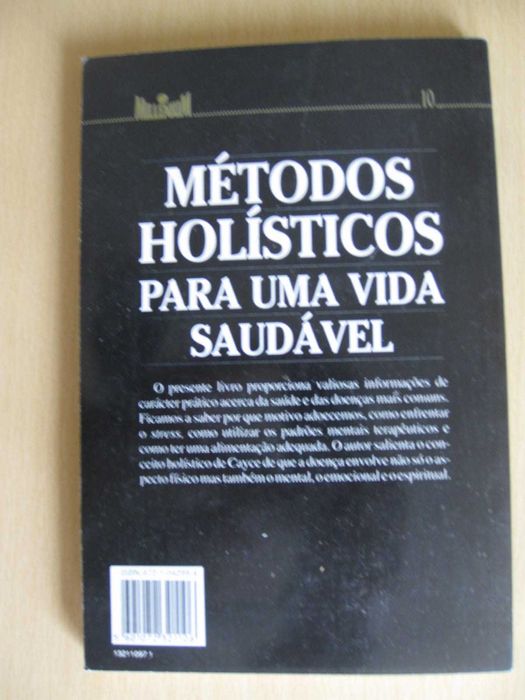 MILLENIUM
10
MÉTODOS
HOLÍSTICOS
PARA UMA VIDA
SAUDÁVEL
O presente livro proporciona valiosas informações de
carácter prático acerca da saúde e das doenças mais comuns.
Ficamos a saber por que motivo adoecemos, como enfrentar
o stress, como utilizar os padrões mentais terapêuticos e
como ter uma alimentação adequada. O autor salienta o con-
ceito holístico de Cayce de que a doença envolve não só o as-
pecto físico mas também o mental, o emocional e o espiritual.